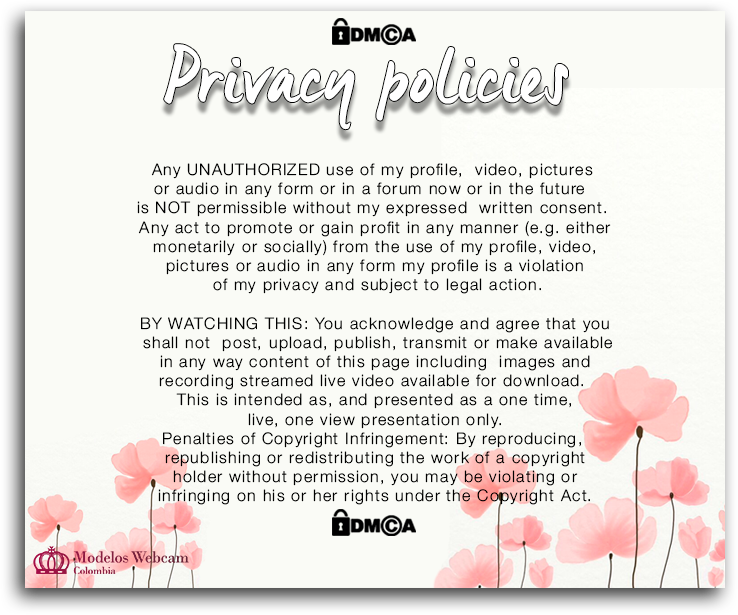 DMCA
Privacy policies
Any UNAUTHORIZED use of my profile, video, pictures
or audio in any form or in a forum now or in the future
is NOT permissible without my expressed written consent.
Any act to promote or gain profit in any manner (e.g. either
monetarily or socially) from the use of my profile, video,
pictures or audio in any form my profile is a violation
of my privacy and subject to legal action.
BY WATCHING THIS: You acknowledge and agree that you
shall not post, upload, publish, transmit or make available
in any way content of this page including images and
recording streamed live video available for download.
This is intended as, and presented as a one time,
live, one view presentation only.
Penalties of Copyright Infringement: By reproducing,
republishing or redistributing the work of a copyright
holder without permission, you may be violating or
infringing on his or her rights under the Copyright Act.
DMCA
Modelos Webcam
Colombia